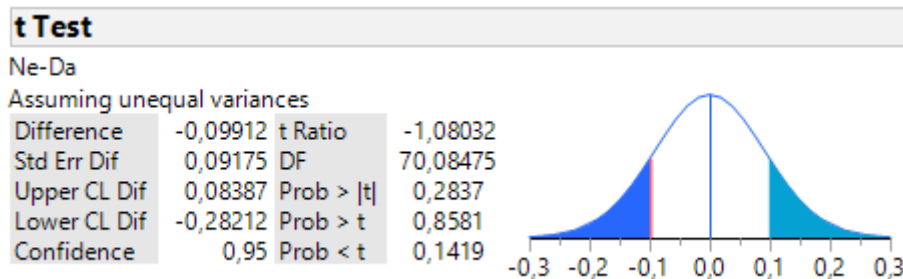 t Test
Ne-Da
Assuming unequal variances
Difference -0,09912 t Ratio -1,08032
Std Err Dif 0,09175 DF 70,08475
Upper CL Dif 0,08387 Prob > |t| 0,2837
Lower CL Dif -0,28212 Prob > t 0,8581
Confidence 0,95 Prob < t 0,1419
-0,3 -0,2 -0,1 0,0 0,1 0,2 0,3